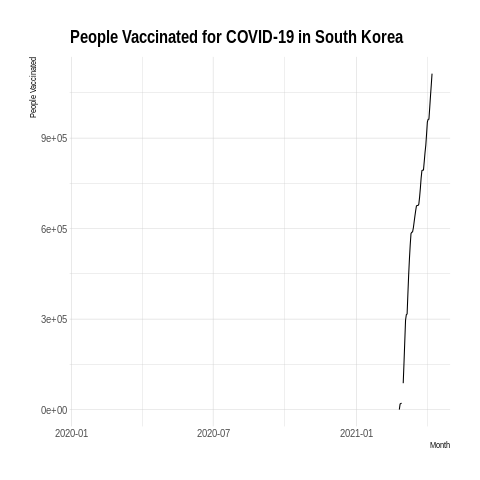 People Vaccinated for COVID-19 in South Korea
People Vaccinated
9e+05
6e+05
3e+05
0e+00
2020-01 2020-07 2021-01
Month